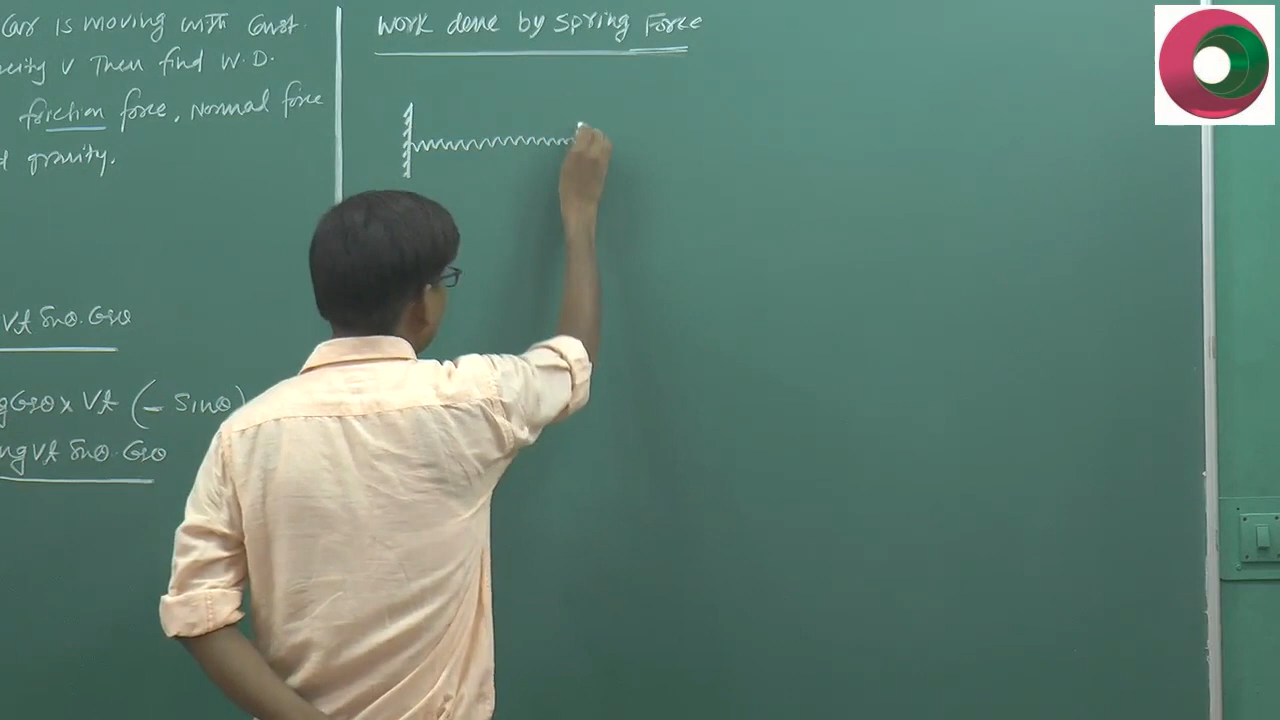 Car is moving with Const.
city V Then find W.D.
friction force, Normal force
gravity.
Vt Sinθ. Cosθ
gCosθ x Vt (- Sinθ)
mgVt Sinθ. Cosθ
Work done by Spring Force